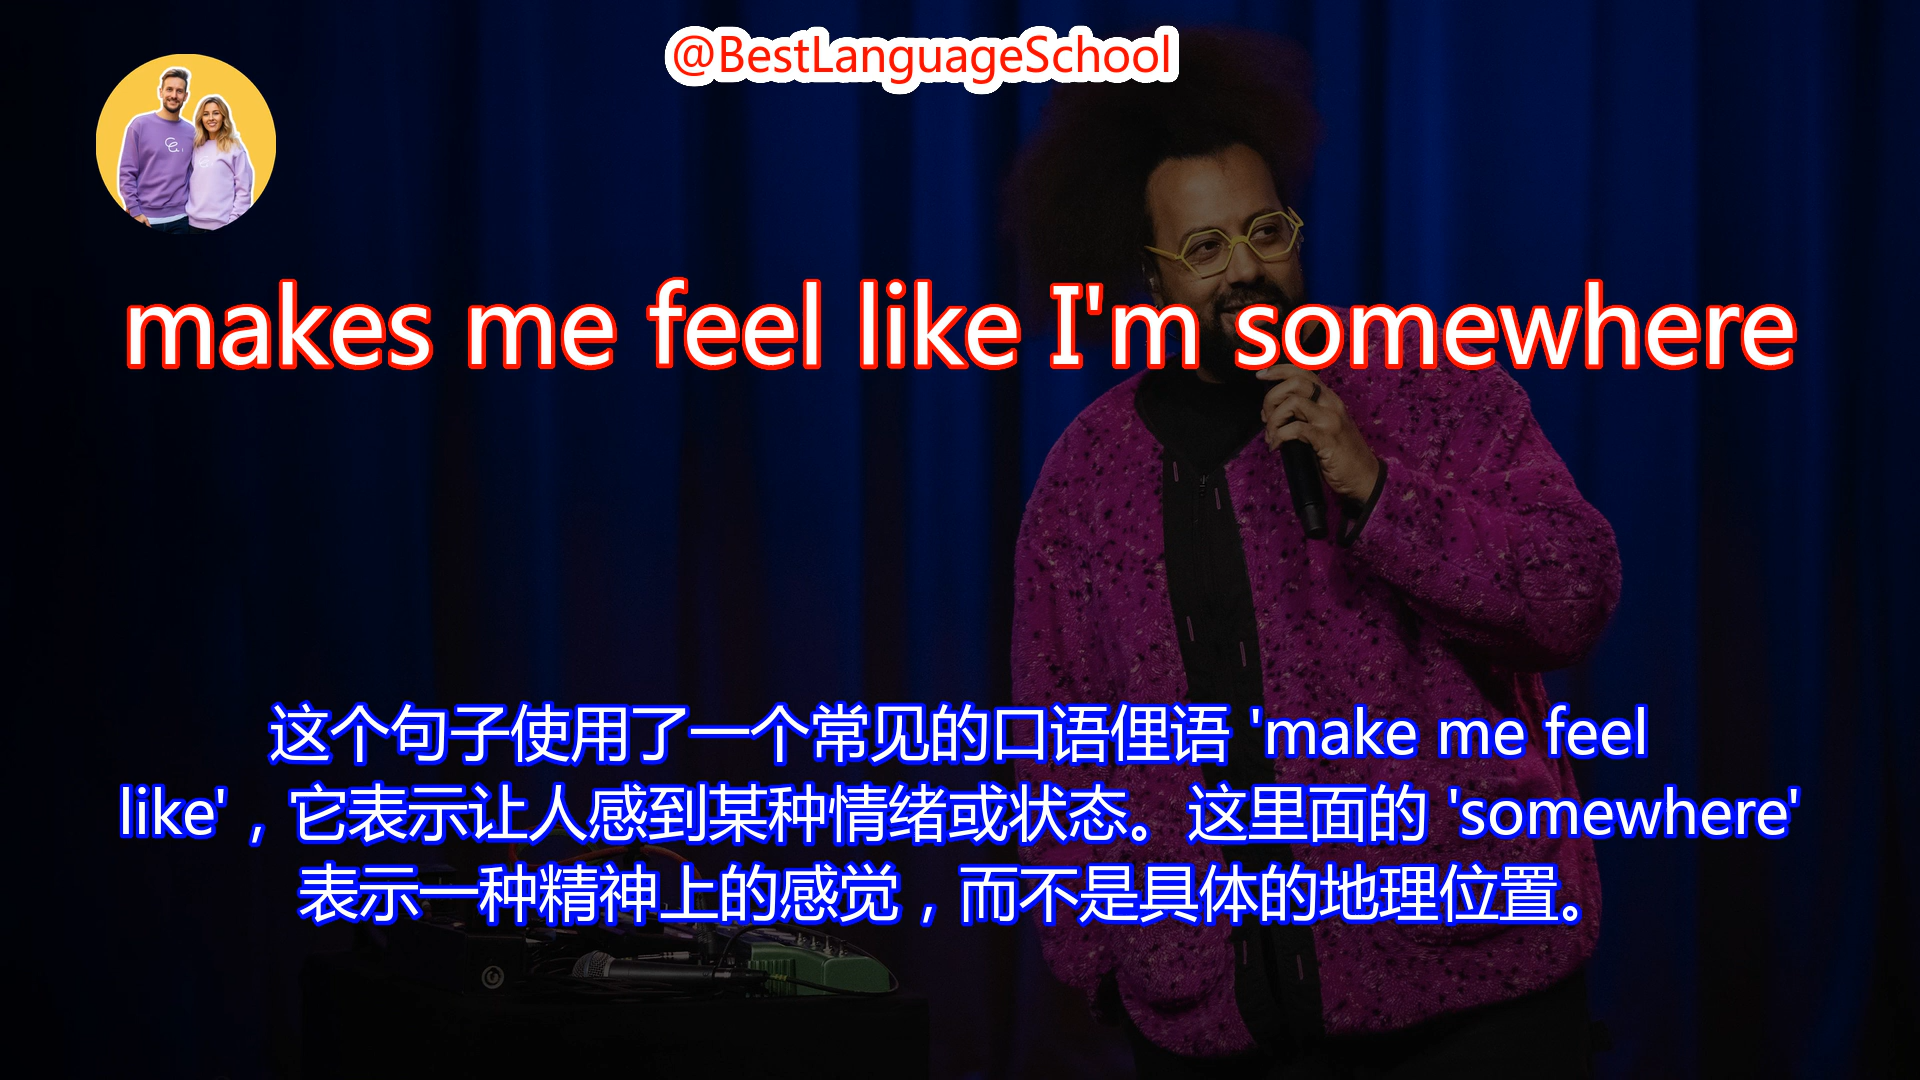 @BestLanguageSchool
makes me feel like I'm somewhere
这个句子使用了一个常见的口语俚语 'make me feel
like'，它表示让人感到某种情绪或状态。这里面的 'somewhere'
表示一种精神上的感觉，而不是具体的地理位置。